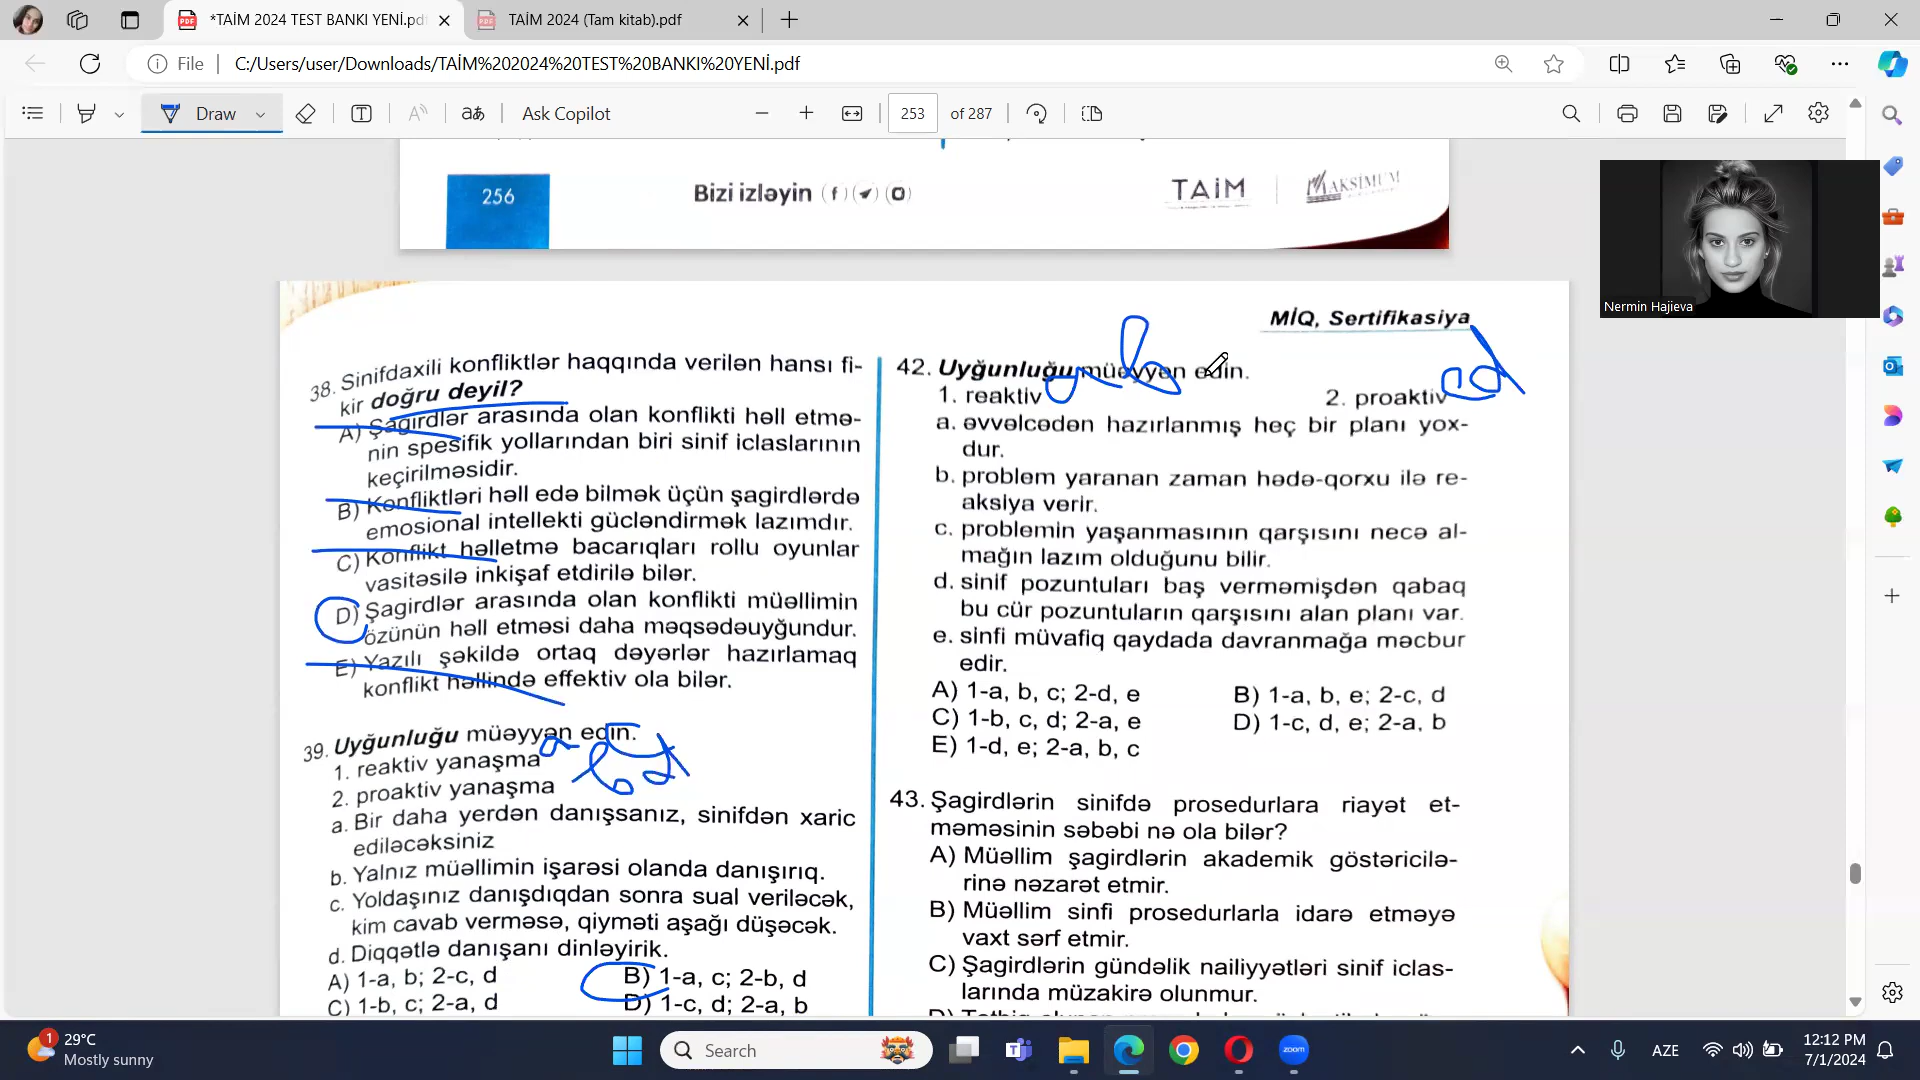 *TAİM 2024 TEST BANKI YENİ.pdf
TAİM 2024 (Tam kitab).pdf
File
C:/Users/user/Downloads/TAİM%202024%20TEST%20BANKI%20YENİ.pdf
Draw
Ask Copilot
253 of 287
256
Bizi izləyin
TAİM
MAKSİMUM
Nermin Hajieva
MİQ, Sertifikasiya
38. Sinifdaxili konfliktlər haqqında verilən hansı fi-
kir doğru deyil?
A) Şagirdlər arasında olan konflikti həll etmə-
nin spesifik yollarından biri sinif iclaslarının
keçirilməsidir.
B) Konfliktləri həll edə bilmək üçün şagirdlərdə
emosional intellekti gücləndirmək lazımdır.
C) Konflikt həlletmə bacarıqları rollu oyunlar
vasitəsilə inkişaf etdirilə bilər.
D) Şagirdlər arasında olan konflikti müəllimin
özünün həll etməsi daha məqsədəuyğundur.
E) Yazılı şəkildə ortaq dəyərlər hazırlamaq
konflikt həllində effektiv ola bilər.
39. Uyğunluğu müəyyən edin.
1. reaktiv yanaşma
2. proaktiv yanaşma
a. Bir daha yerdən danışsanız, sinifdən xaric
ediləcəksiniz
b. Yalnız müəllimin işarəsi olanda danışırıq.
c. Yoldaşınız danışdıqdan sonra sual veriləcək,
kim cavab verməsə, qiyməti aşağı düşəcək.
d. Diqqətlə danışanı dinləyirik.
A) 1-a, b; 2-c, d
B) 1-a, c; 2-b, d
C) 1-b, c; 2-a, d
D) 1-c, d; 2-a, b
42. Uyğunluğu müəyyən edin.
1. reaktiv
2. proaktiv
a. əvvəlcədən hazırlanmış heç bir planı yox-
dur.
b. problem yaranan zaman hədə-qorxu ilə re-
aksiya verir.
c. problemin yaşanmasının qarşısını necə al-
mağın lazım olduğunu bilir.
d. sinif pozuntuları baş verməmişdən qabaq
bu cür pozuntuların qarşısını alan planı var.
e. sinfi müvafiq qaydada davranmağa məcbur
edir.
A) 1-a, b, c; 2-d, e
B) 1-a, b, e; 2-c, d
C) 1-b, c, d; 2-a, e
D) 1-c, d, e; 2-a, b
E) 1-d, e; 2-a, b, c
43. Şagirdlərin sinifdə prosedurlara riayət et-
məməsinin səbəbi nə ola bilər?
A) Müəllim şagirdlərin akademik göstəricilə-
rinə nəzarət etmir.
B) Müəllim sinfi prosedurlarla idarə etməyə
vaxt sərf etmir.
C) Şagirdlərin gündəlik nailiyyətləri sinif iclas-
larında müzakirə olunmur.
1
29°C
Mostly sunny
Search
zoom
AZE
12:12 PM
7/1/2024